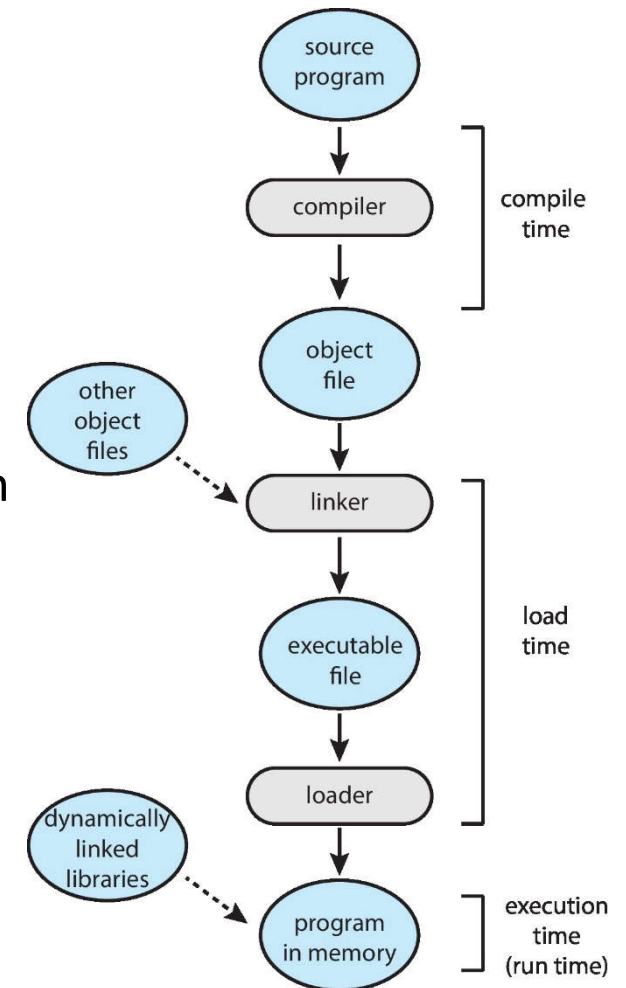 source
program
compiler
compile
time
object
file
other
object
files
n
linker
load
time
executable
file
loader
dynamically
linked
libraries
program
in memory
execution
time
(run time)